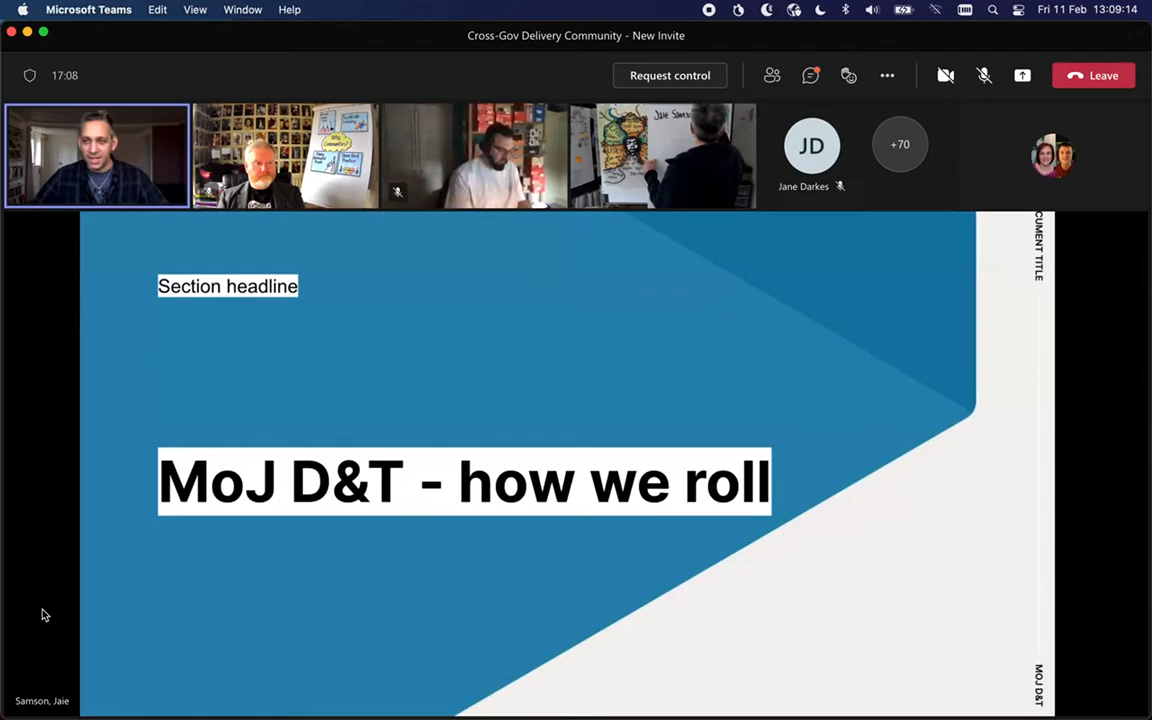 Microsoft Teams Edit View Window Help
Fri 11 Feb 13:09:14
Cross-Gov Delivery Community - New Invite
17:08
Request control
Leave
Why Communities?
JD
+70
Jane Darkes
Section headline
MoJ D&T - how we roll
CUMENT TITLE
MOJ D&T
Samson, Jaie